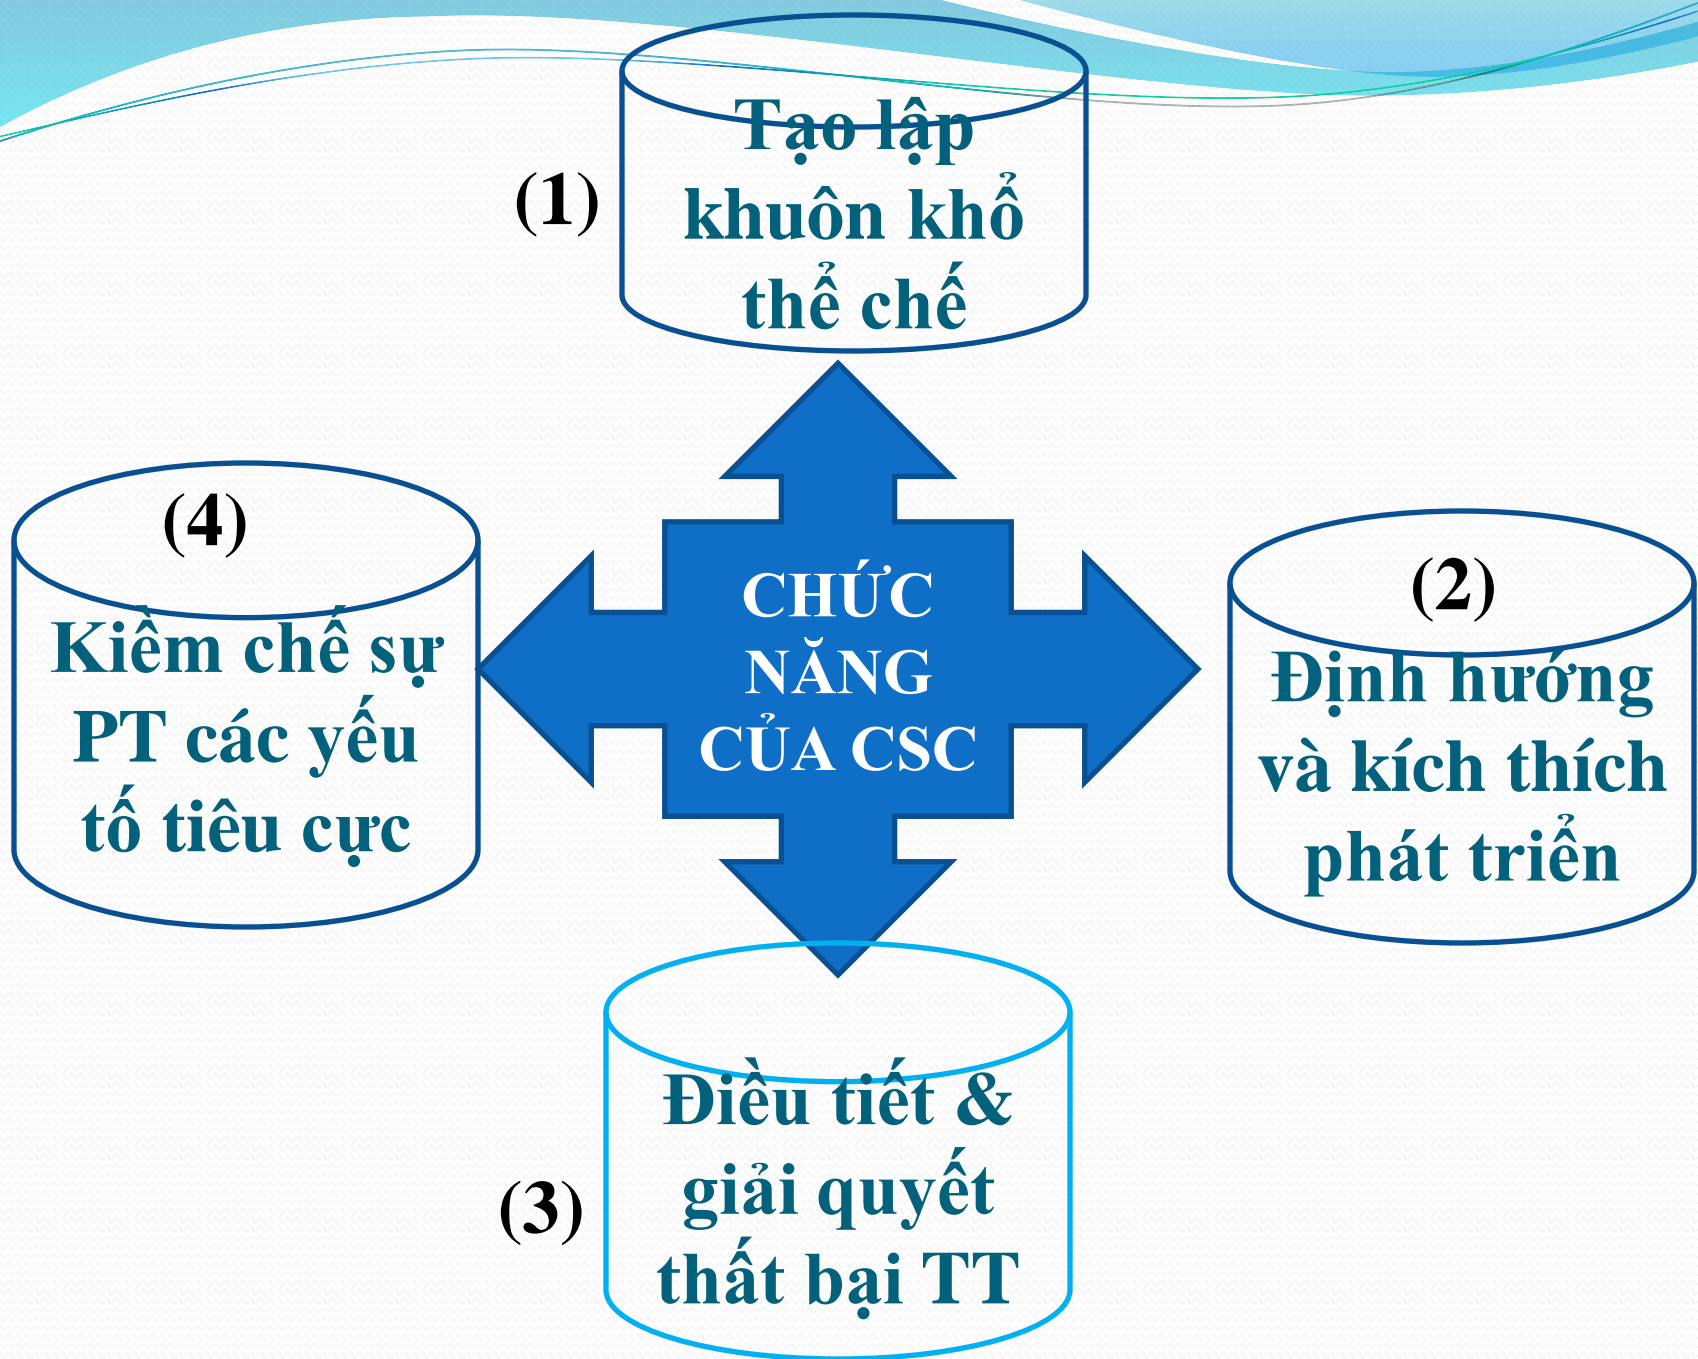 (1)
Tạo lập
khuôn khổ
thể chế
CHỨC
NĂNG
CỦA CSC
(2)
Định hướng
và kích thích
phát triển
(3)
Điều tiết &
giải quyết
thất bại TT
(4)
Kiềm chế sự
PT các yếu
tố tiêu cực